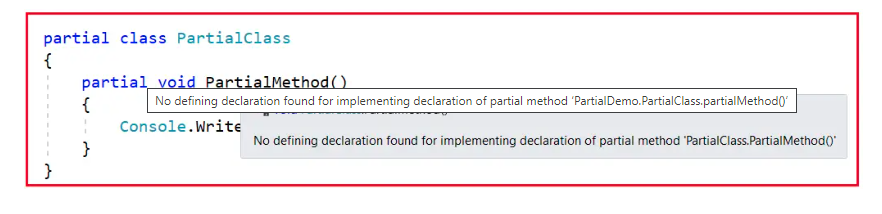 partial class PartialClass
{
partial void PartialMethod()
No defining declaration found for implementing declaration of partial method ‘PartialDemo.PartialClass.partialMethod()’
{
Console.Write
No defining declaration found for implementing declaration of partial method 'PartialClass.PartialMethod()'
}
}